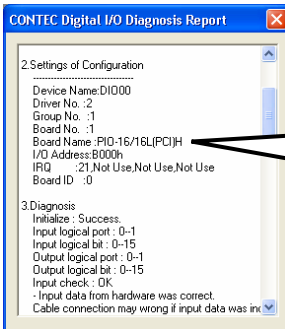 CONTEC Digital I/O Diagnosis Report
2.Settings of Configuration
--------------------------------
Device Name:DIO00
Driver No. :2
Group No. :1
Board No. :1
Board Name :PIO-16/16L(PCI)H
I/O Address:B000h
IRQ :21,Not Use,Not Use,Not Use
Board ID :0
3.Diagnosis
Initialize : Success.
Input logical port : 0--1
Input logical bit : 0--15
Output logical port : 0--1
Output logical bit : 0--15
Input check : OK
- Input data from hardware was correct.
Cable connection may wrong if input data was